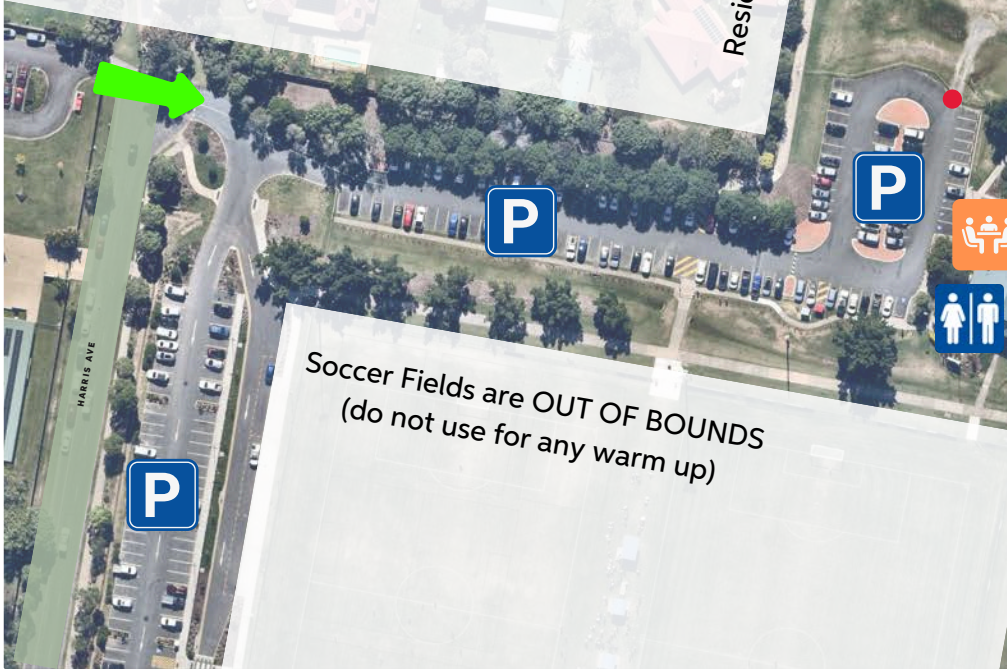 Resi
P
P
HARRIS AVE
Soccer Fields are OUT OF BOUNDS
(do not use for any warm up)
P